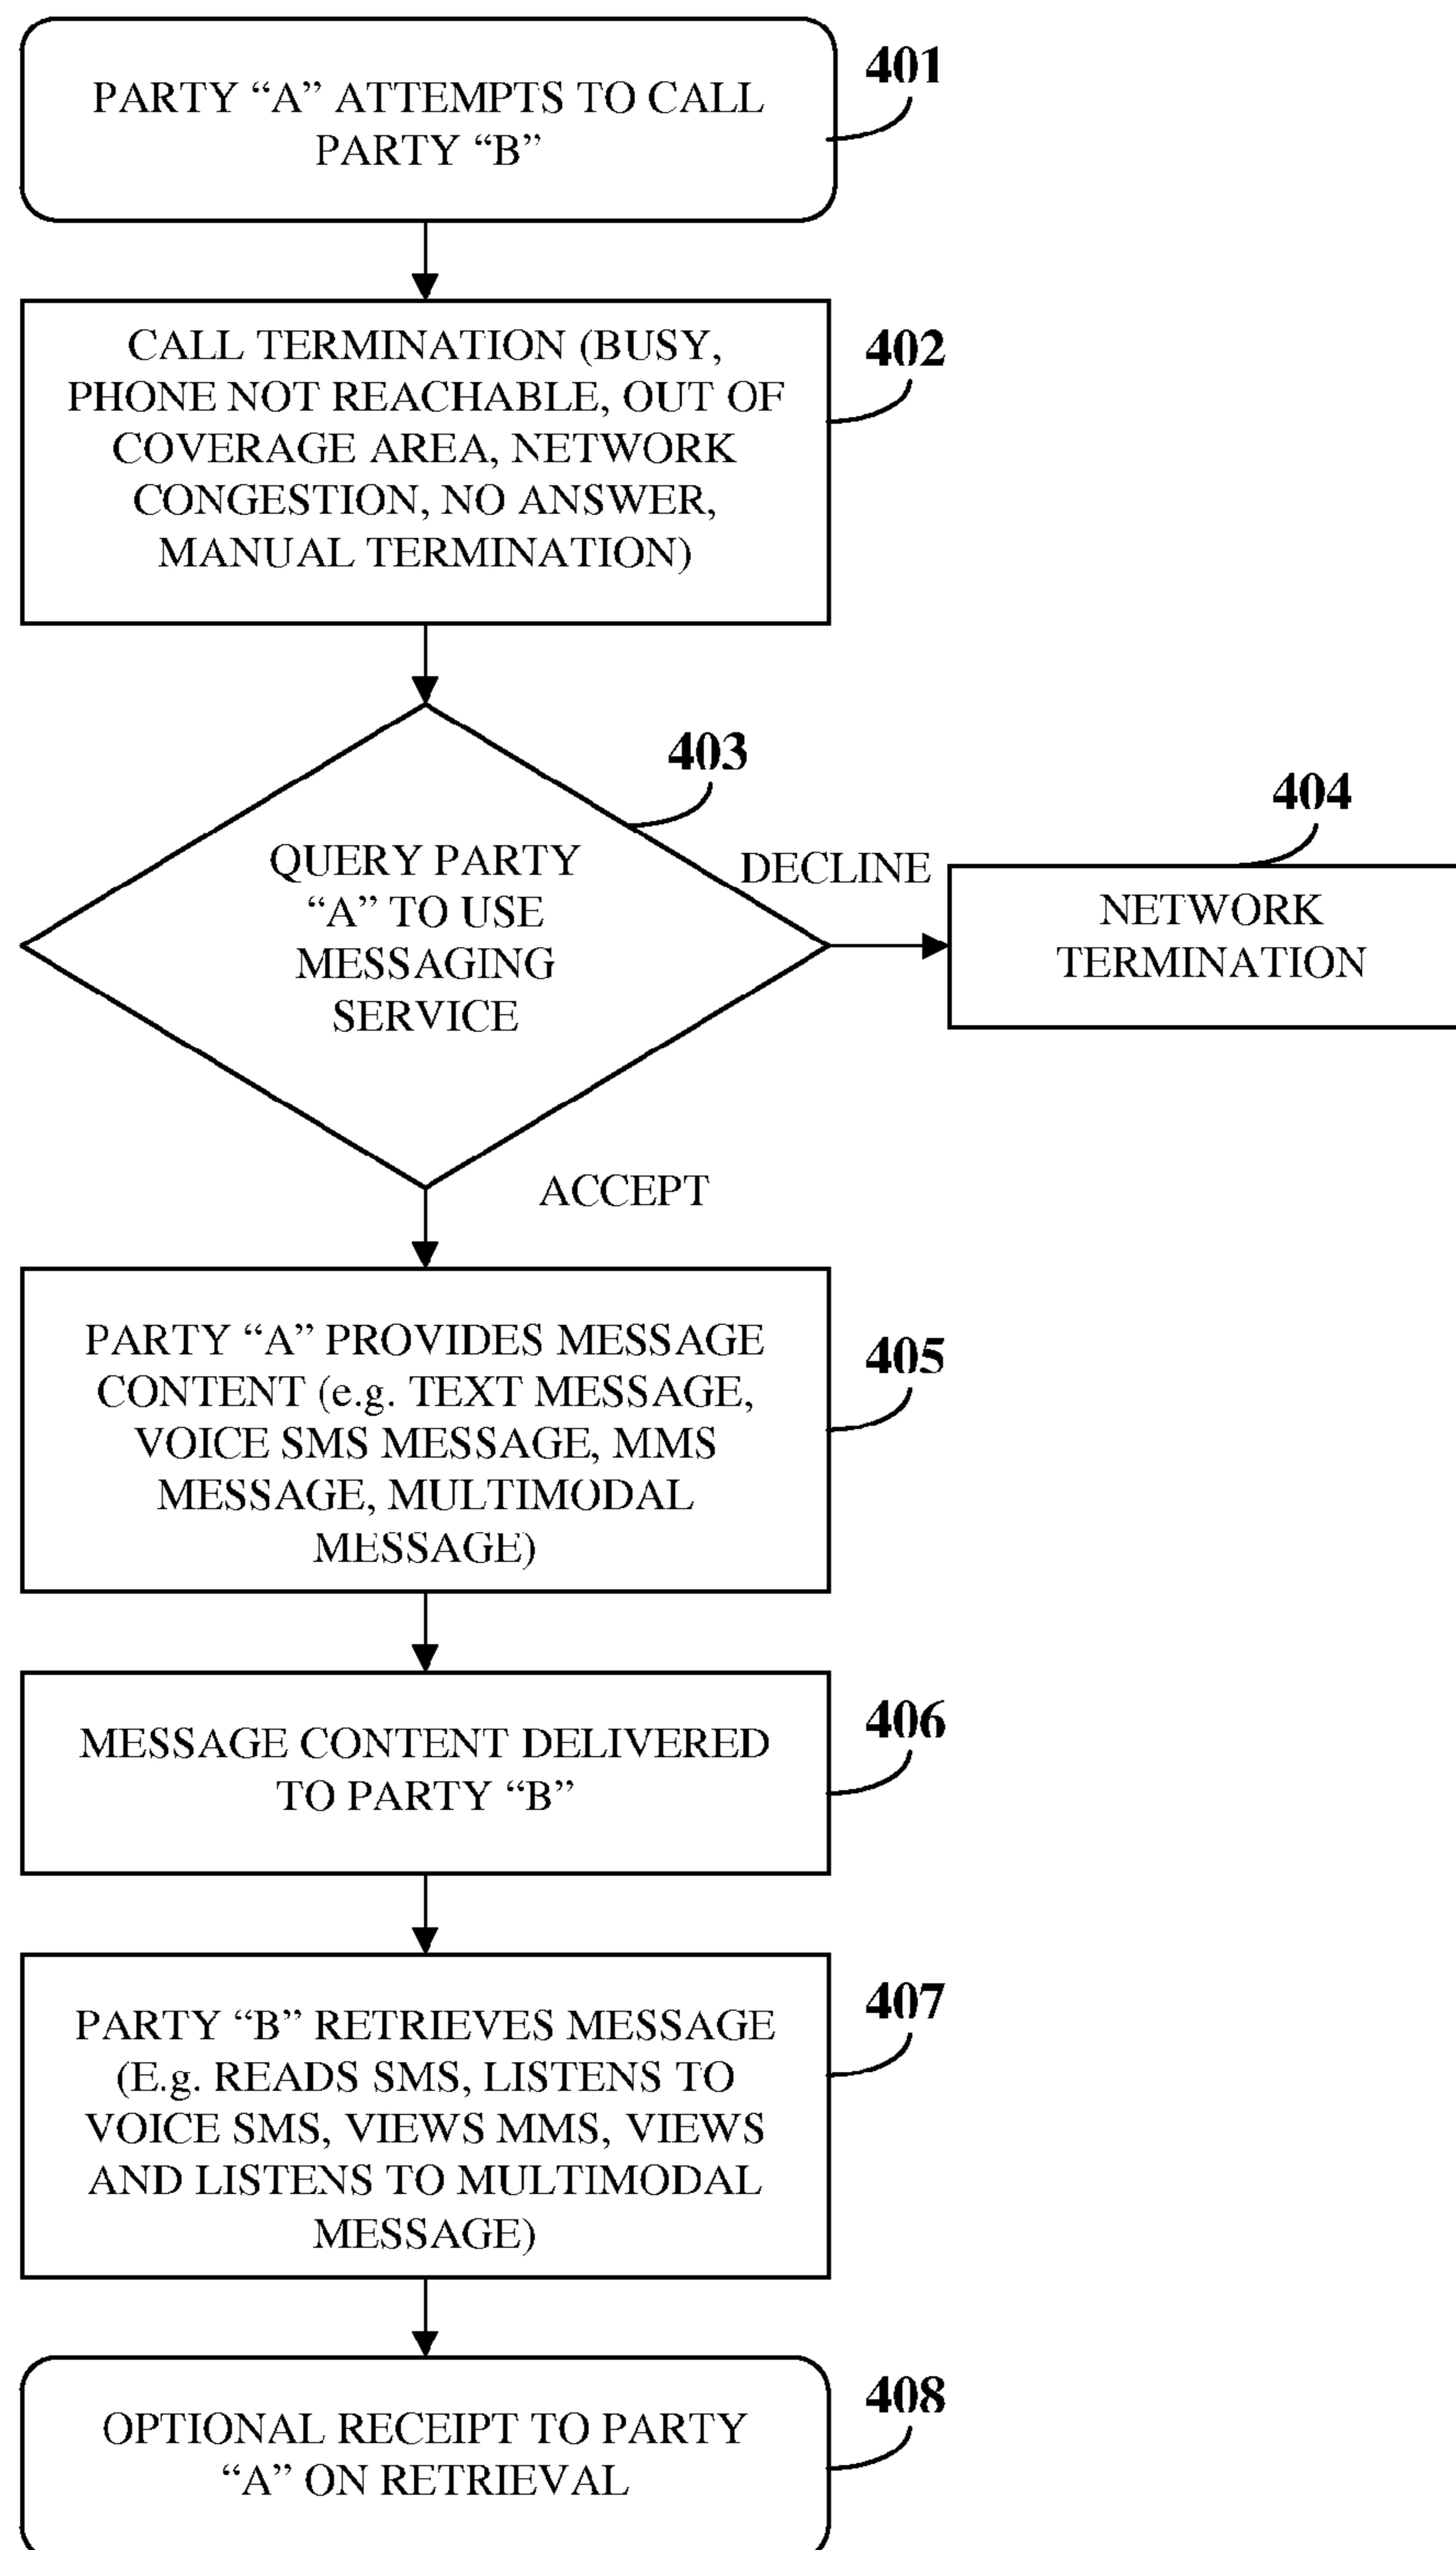 PARTY “A” ATTEMPTS TO CALL
PARTY “B”
401
CALL TERMINATION (BUSY,
PHONE NOT REACHABLE, OUT OF
COVERAGE AREA, NETWORK
CONGESTION, NO ANSWER,
MANUAL TERMINATION)
402
QUERY PARTY
“A” TO USE
MESSAGING
SERVICE
403
DECLINE
404
NETWORK
TERMINATION
ACCEPT
PARTY “A” PROVIDES MESSAGE
CONTENT (e.g. TEXT MESSAGE,
VOICE SMS MESSAGE, MMS
MESSAGE, MULTIMODAL
MESSAGE)
405
MESSAGE CONTENT DELIVERED
TO PARTY “B”
406
PARTY “B” RETRIEVES MESSAGE
(E.g. READS SMS, LISTENS TO
VOICE SMS, VIEWS MMS, VIEWS
AND LISTENS TO MULTIMODAL
MESSAGE)
407
OPTIONAL RECEIPT TO PARTY
“A” ON RETRIEVAL
408